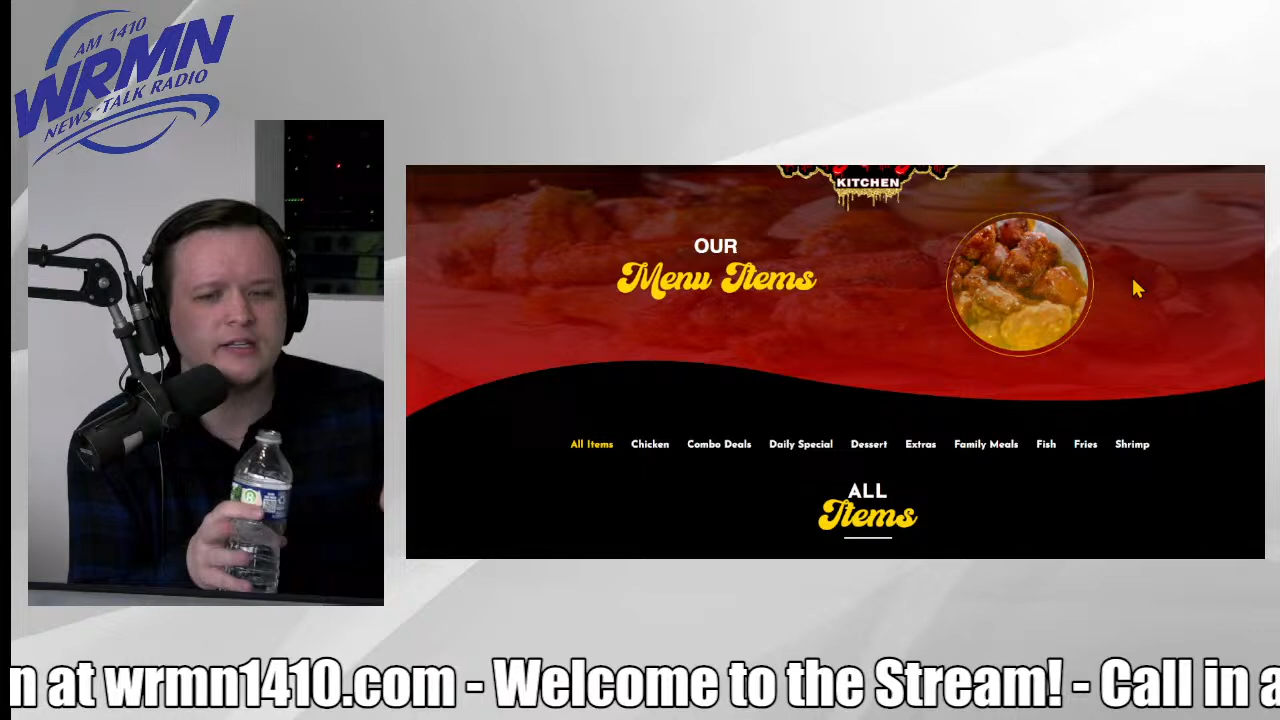 AM 1410
WRMN
NEWS-TALK RADIO
KITCHEN
OUR
Menu Items
All Items Chicken Combo Deals Daily Special Dessert Extras Family Meals Fish Fries Shrimp
ALL
Items
n at wrmn1410.com - Welcome to the Stream! - Call in a